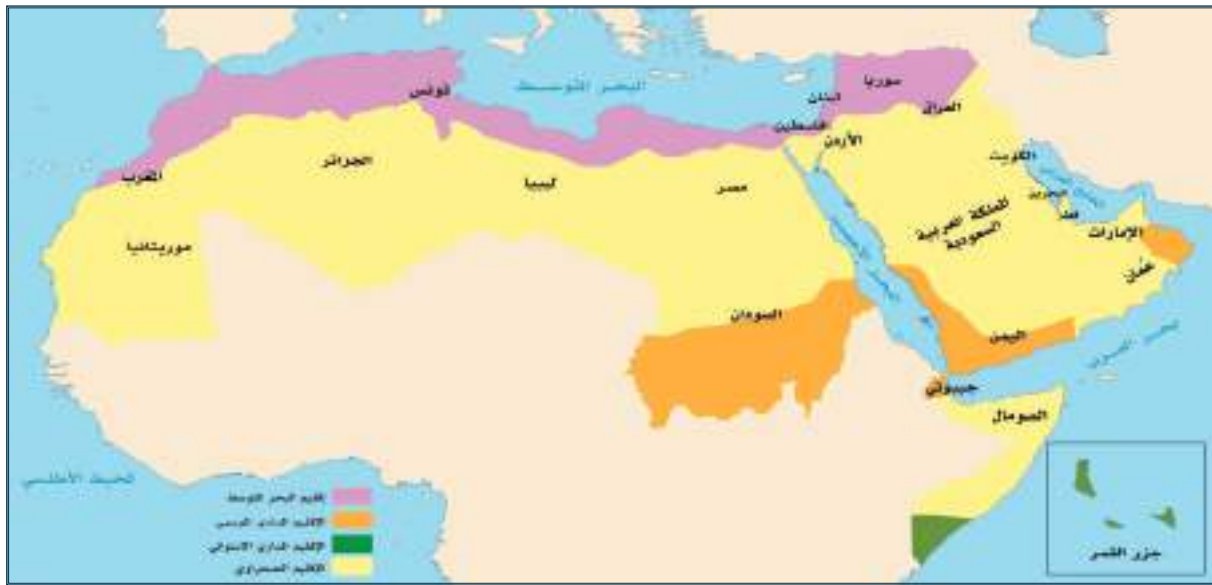 البحر المتوسط
سوريا
لبنان
العراق
فلسطين
الأردن
تونس
الجزائر
المغرب
ليبيا
مصر
الكويت
البحرين
قطر
المملكة العربية
السعودية
الإمارات
عُمان
موريتانيا
السودان
اليمن
جيبوتي
الصومال
المحيط الأطلسي
إقليم البحر المتوسط
الإقليم المداري الموسمي
الإقليم المداري الاستوائي
الإقليم الصحراوي
جزر القمر